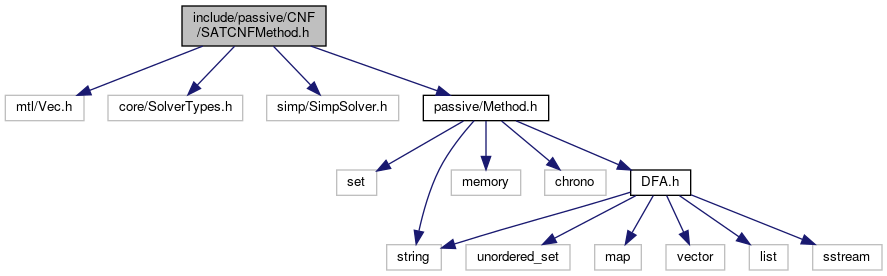 include/passive/CNF
/SATCNFMethod.h
mtl/Vec.h
core/SolverTypes.h
simp/SimpSolver.h
passive/Method.h
set
memory
chrono
DFA.h
string
unordered_set
map
vector
list
sstream